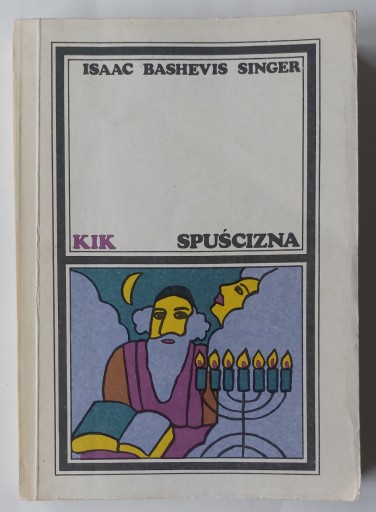 ISAAC BASHEVIS SINGER
KIK SPUŚCIZNA